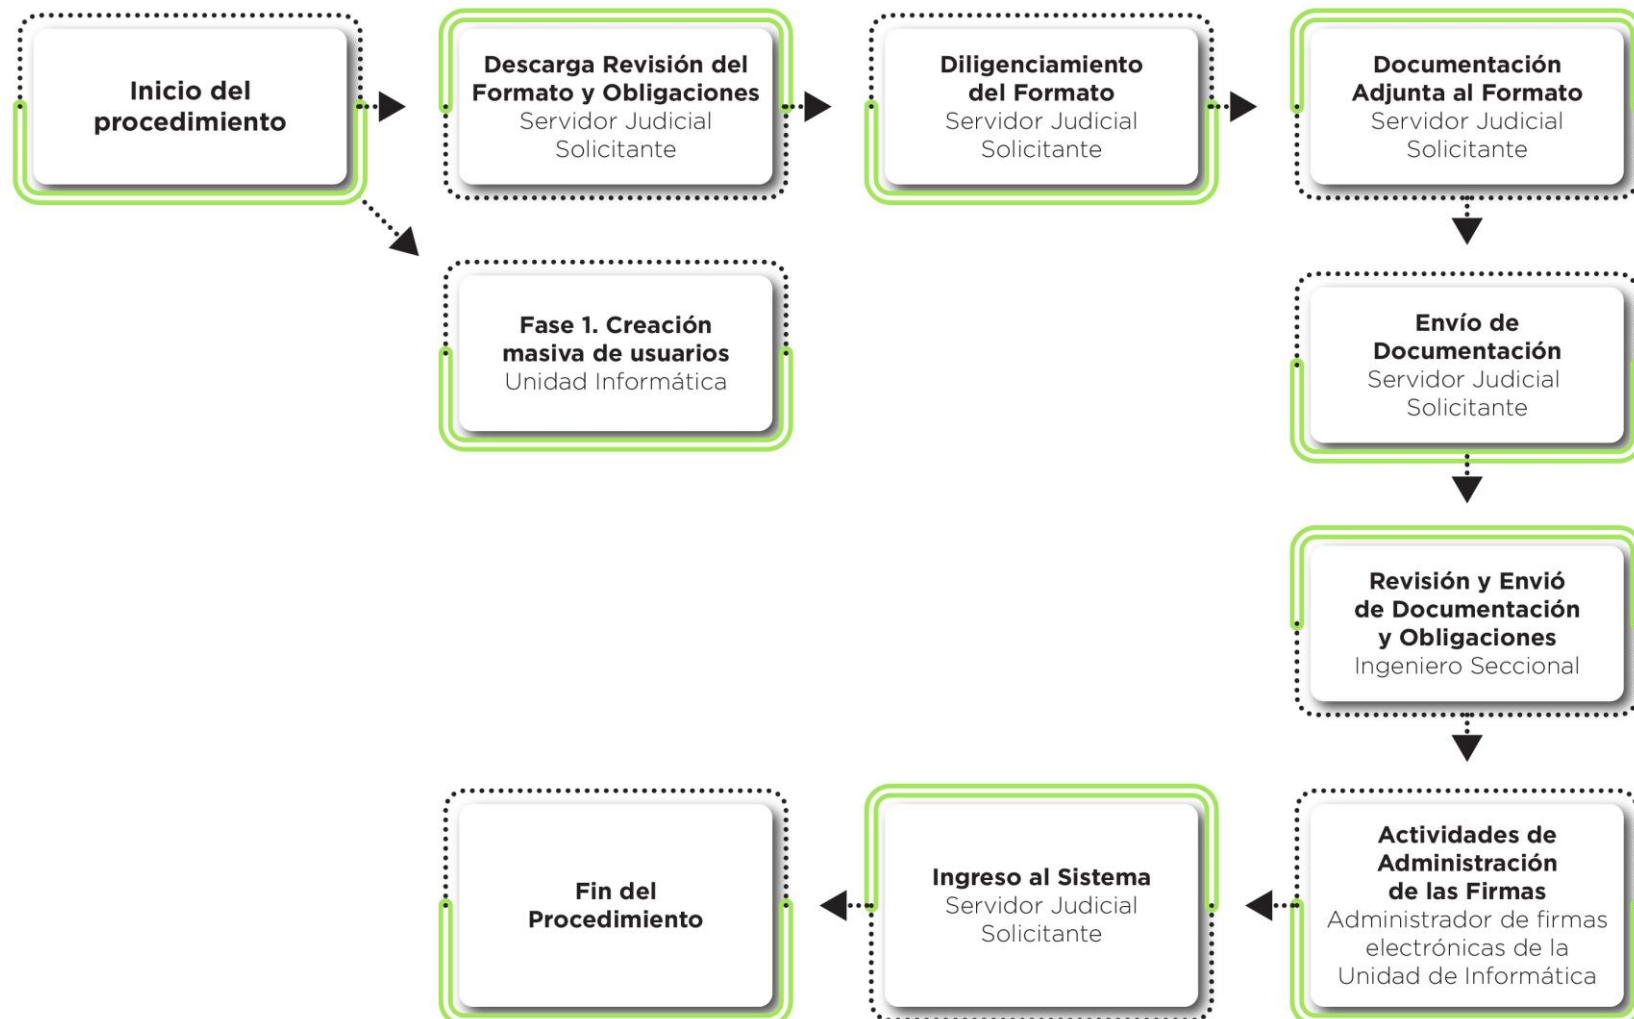 Inicio del
procedimiento
Descarga Revisión del
Formato y Obligaciones
Servidor Judicial
Solicitante
Diligenciamiento
del Formato
Servidor Judicial
Solicitante
Documentación
Adjunta al Formato
Servidor Judicial
Solicitante
Fase 1. Creación
masiva de usuarios
Unidad Informática
Envío de
Documentación
Servidor Judicial
Solicitante
Revisión y Envió
de Documentación
y Obligaciones
Ingeniero Seccional
Actividades de
Administración
de las Firmas
Administrador de firmas
electrónicas de la
Unidad de Informática
Ingreso al Sistema
Servidor Judicial
Solicitante
Fin del
Procedimiento